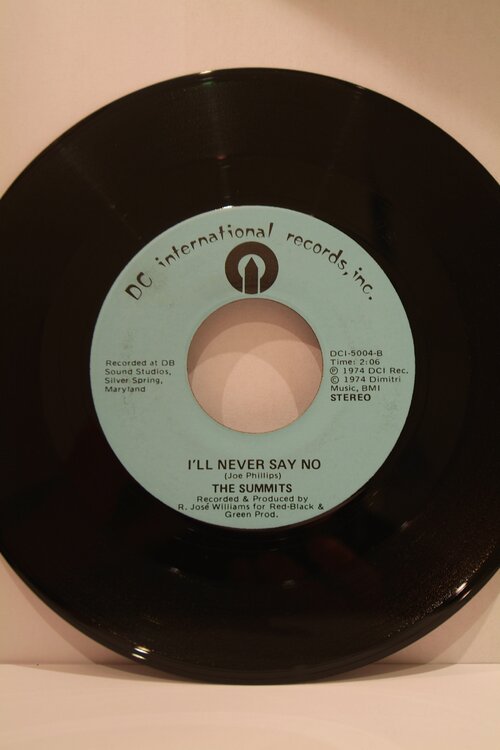 DC international records, inc.
Recorded at DB
Sound Studios,
Silver Spring,
Maryland
DCI-5004-B
Time: 2:06
℗ 1974 DCI Rec.
© 1974 Dimitri
Music, BMI
STEREO
I'LL NEVER SAY NO
(Joe Phillips)
THE SUMMITS
Recorded & Produced by
R. José Williams for Red-Black &
Green Prod.